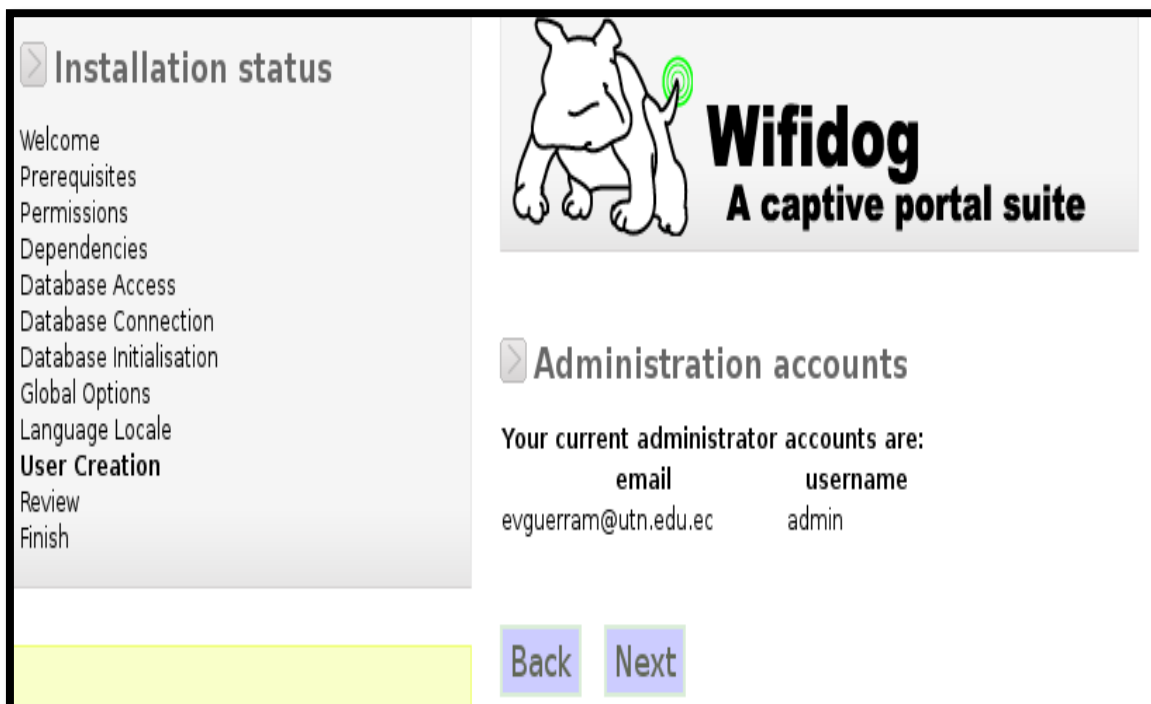 Installation status
Welcome
Prerequisites
Permissions
Dependencies
Database Access
Database Connection
Database Initialisation
Global Options
Language Locale
User Creation
Review
Finish
Wifidog
A captive portal suite
Administration accounts
Your current administrator accounts are:
email username
evguerram@utn.edu.ec admin
Back Next